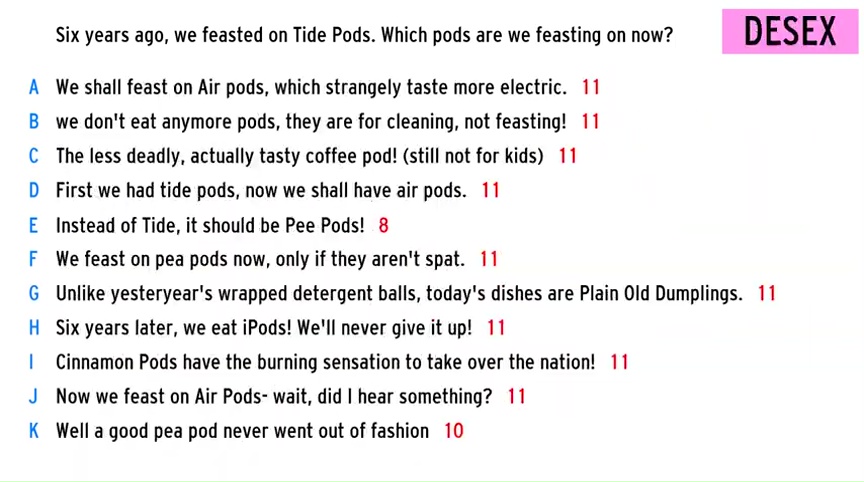 Six years ago, we feasted on Tide Pods. Which pods are we feasting on now?
DESEX
A We shall feast on Air pods, which strangely taste more electric. 11
B we don't eat anymore pods, they are for cleaning, not feasting! 11
C The less deadly, actually tasty coffee pod! (still not for kids) 11
D First we had tide pods, now we shall have air pods. 11
E Instead of Tide, it should be Pee Pods! 8
F We feast on pea pods now, only if they aren't spat. 11
G Unlike yesteryear's wrapped detergent balls, today's dishes are Plain Old Dumplings. 11
H Six years later, we eat iPods! We'll never give it up! 11
I Cinnamon Pods have the burning sensation to take over the nation! 11
J Now we feast on Air Pods- wait, did I hear something? 11
K Well a good pea pod never went out of fashion 10